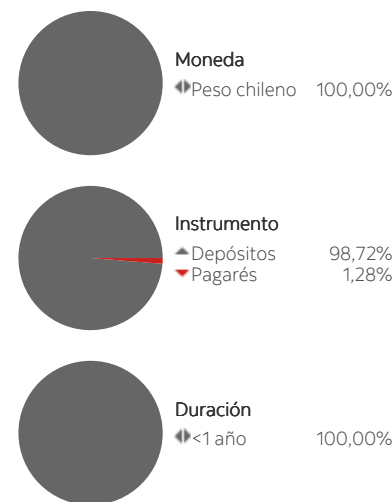 Moneda
Peso chileno 100,00%
Instrumento
Depósitos 98,72%
Pagarés 1,28%
Duración
<1 año 100,00%